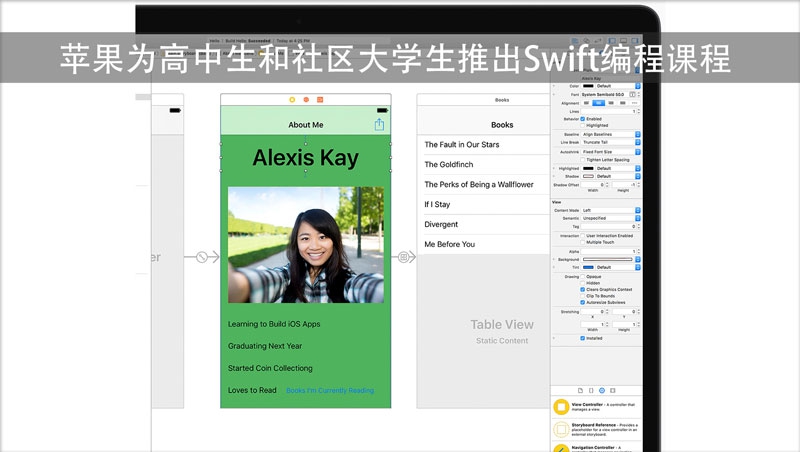 Hello
Build Hello: Succeeded
Today at 4:29 PM
苹果为高中生和社区大学生推出Swift编程课程
About Me
Alexis Kay
Learning to Build iOS Apps
Graduating Next Year
Started Coin Collectiong
Loves to Read
Books I'm Currently Reading
er
Books
Books
The Fault in Our Stars
The Goldfinch
The Perks of Being a Wallflower
If I Stay
Divergent
Me Before You
Table View
Static Content
Alexis Kay
Color Default
Font System Semibold 50.0
Alignment
Lines 1
Behavior Enabled
Highlighted
Baseline Align Baselines
Line Break Truncate Tail
Autoshrink Fixed Font Size
Tighten Letter Spacing
Highlighted Default
Shadow Default
Shadow Offset 0 -1
Width Height
View
Content Mode Left
Semantic Unspecified
Tag 0
Interaction User Interaction Enabled
Multiple Touch
Alpha 1
Background
Tint Default
Drawing Opaque
Hidden
Clears Graphics Context
Clip To Bounds
Autoresize Subviews
Stretching 0 0
X Y
1 1
Width Height
Installed
View Controller - A controller that
manages a view.
Storyboard Reference - Provides a
placeholder for a view controller in an
external storyboard.
Navigation Controller - A